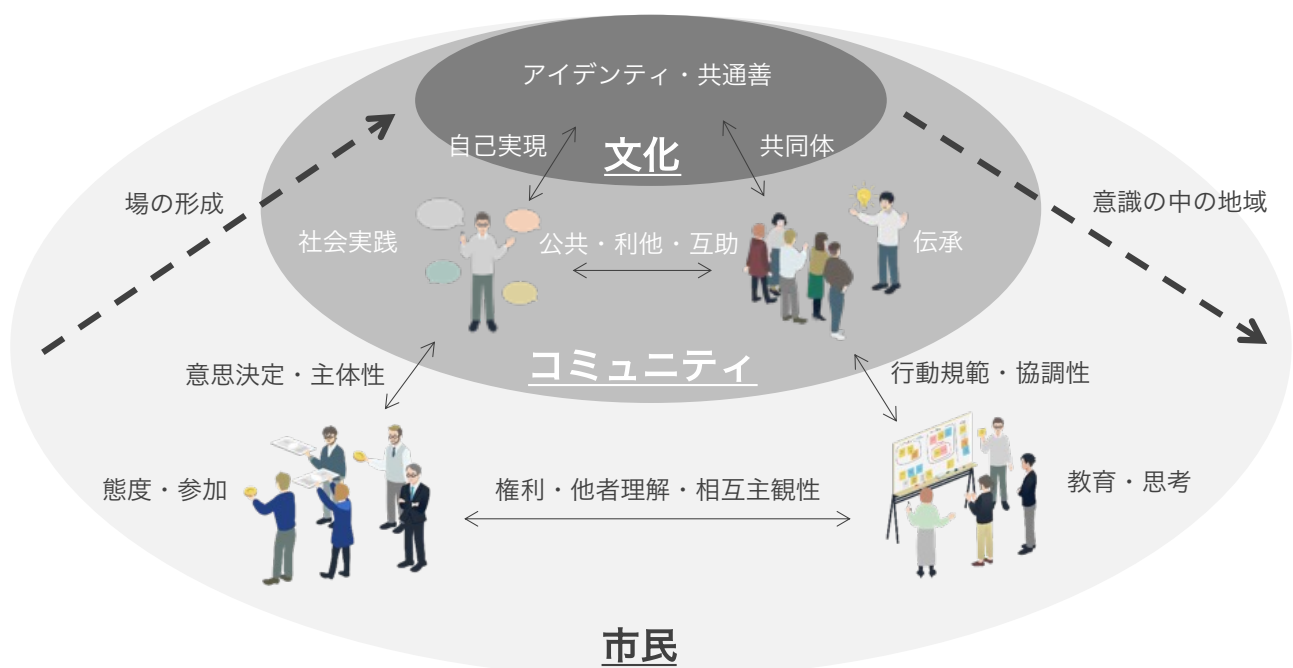 アイデンティ・共通善
自己実現
文化
共同体
場の形成
意識の中の地域
社会実践
公共・利他・互助
伝承
コミュニティ
意思決定・主体性
行動規範・協調性
態度・参加
権利・他者理解・相互主観性
教育・思考
市民